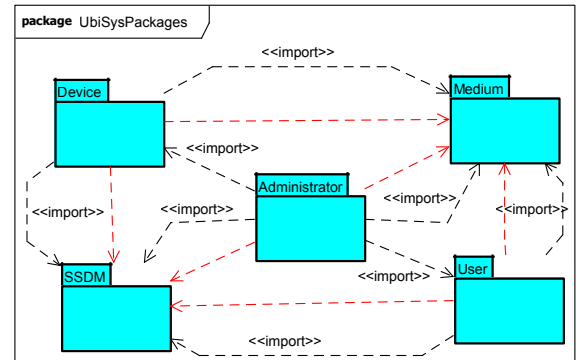 package UbiSysPackages
<<import>>
Device
Medium
<<import>>
Administrator
<<import>>
<<import>>
<<import>>
<<import>>
SSDM
User
<<import>>
<<import>>